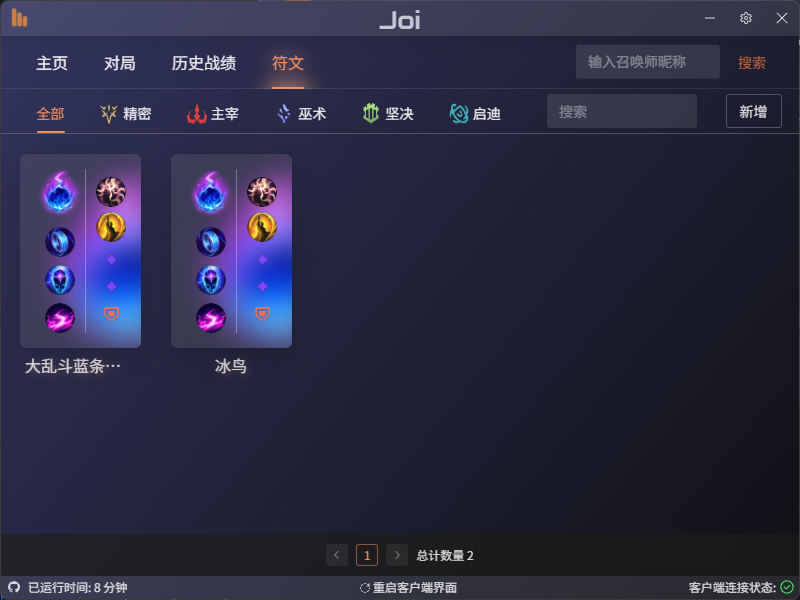 Joi
主页 对局 历史战绩 符文 输入召唤师昵称 搜索
全部 精密 主宰 巫术 坚决 启迪 搜索 新增
大乱斗蓝条… 冰鸟
1 总计数量 2
已运行时间: 8 分钟 重启客户端界面 客户端连接状态: